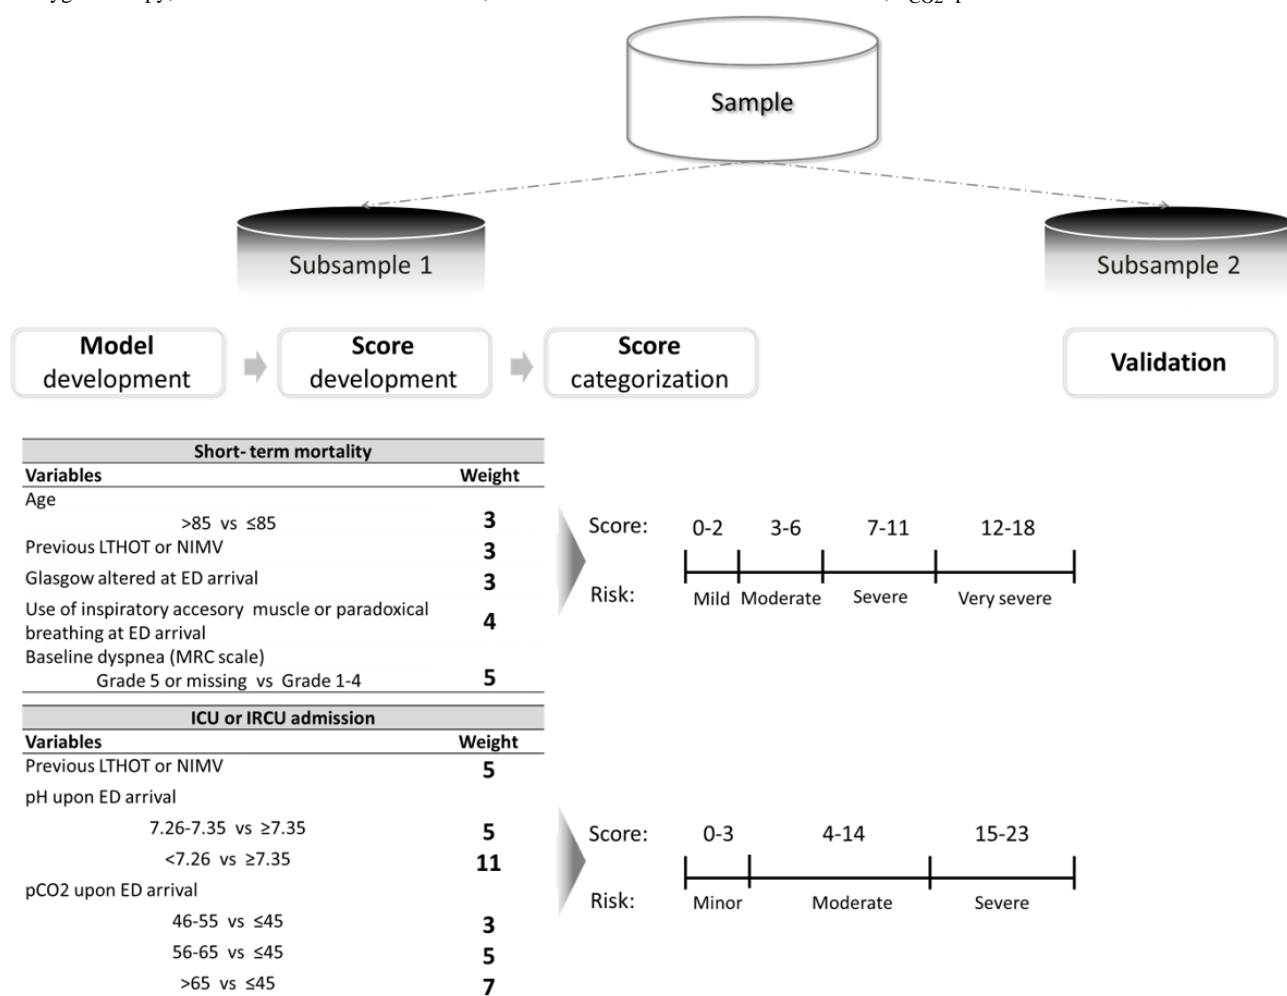 Sample
Subsample 1
Subsample 2
Model
development
Score
development
Score
categorization
Validation
Short- term mortality
Variables Weight
Age
>85 vs ≤85 3
Previous LTHOT or NIMV 3
Glasgow altered at ED arrival 3
Use of inspiratory accesory muscle or paradoxical
breathing at ED arrival 4
Baseline dyspnea (MRC scale)
Grade 5 or missing vs Grade 1-4 5
Score: 0-2 3-6 7-11 12-18
Risk: Mild Moderate Severe Very severe
ICU or IRCU admission
Variables Weight
Previous LTHOT or NIMV 5
pH upon ED arrival
7.26-7.35 vs ≥7.35 5
<7.26 vs ≥7.35 11
pCO2 upon ED arrival
46-55 vs ≤45 3
56-65 vs ≤45 5
>65 vs ≤45 7
Score: 0-3 4-14 15-23
Risk: Minor Moderate Severe